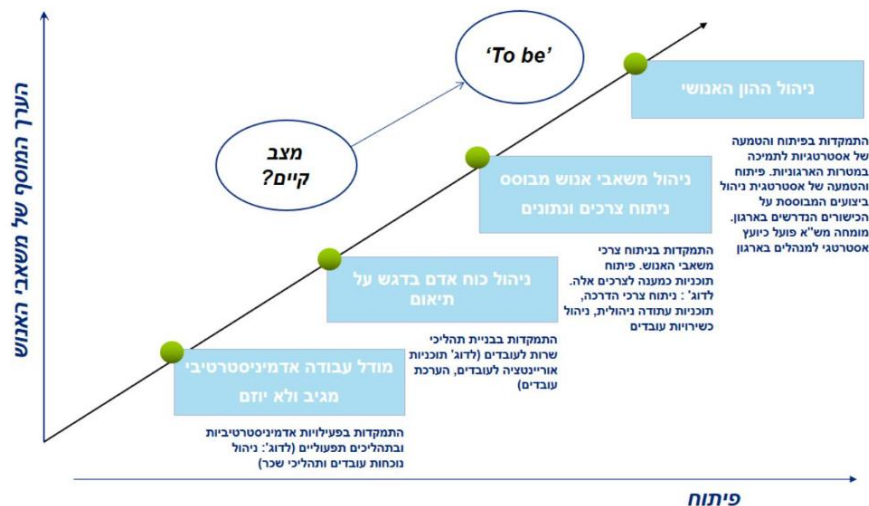 הערך המוסף של משאבי האנוש
'To be'
מצב
קיים?
ניהול ההון האנושי
התמקדות בפיתוח והטמעה
של אסטרטגיות לתמיכה
במטרות הארגוניות. פיתוח
והטמעה של אסטרטגית ניהול
ביצועים המבוססת על
הכישורים הנדרשים בארגון.
מומחה מש"א פועל כיועץ
אסטרטגי למנהלים בארגון
ניהול משאבי אנוש מבוסס
ניתוח צרכים ונתונים
התמקדות בניתוח צרכי
משאבי האנוש. פיתוח
תוכניות כמענה לצרכים אלה.
לדוג' : ניתוח צרכי הדרכה,
תוכניות עתודה ניהולית, ניהול
כשירויות עובדים
ניהול כוח אדם בדגש על
תיאום
התמקדות בבניית תהליכי
שרות לעובדים (לדוג' תוכניות
אוריינטציה לעובדים, הערכת
עובדים)
מודל עבודה אדמיניסטרטיבי
מגיב ולא יוזם
התמקדות בפעילויות אדמיניסטרטיביות
ובתהליכים תפעוליים (לדוג': ניהול
נוכחות עובדים ותהליכי שכר)
פיתוח